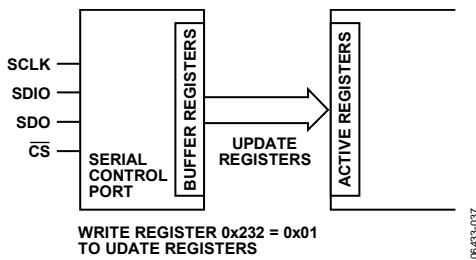 SCLK
SDIO
SDO
CS
SERIAL
CONTROL
PORT
BUFFER REGISTERS
UPDATE
REGISTERS
ACTIVE REGISTERS
WRITE REGISTER 0x232 = 0x01
TO UDATE REGISTERS
06433-037